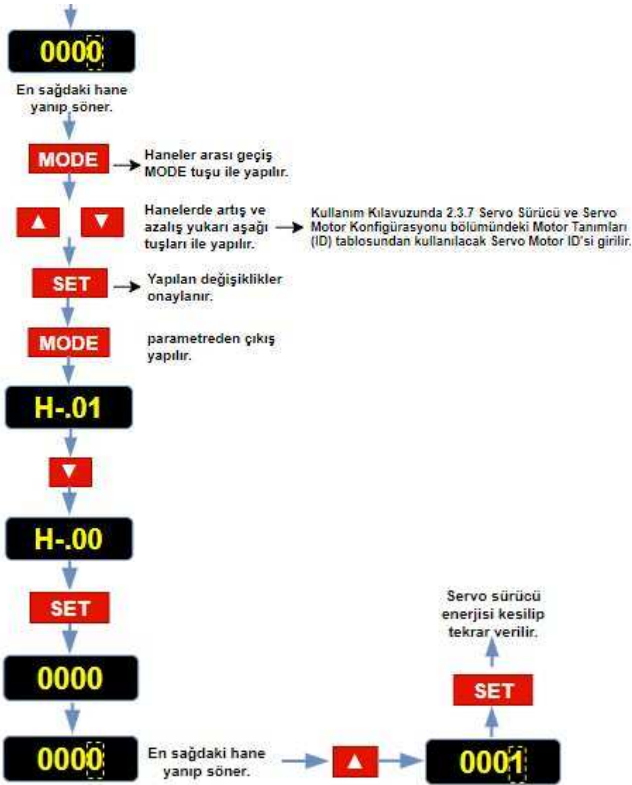 0000
En sağdaki hane
yanıp söner.
MODE
Haneler arası geçiş
MODE tuşu ile yapılır.
Hanelerde artış ve
azalış yukarı aşağı
tuşları ile yapılır.
Kullanım Kılavuzunda 2.3.7 Servo Sürücü ve Servo
Motor Konfigürasyonu bölümündeki Motor Tanımları
(ID) tablosundan kullanılacak Servo Motor ID'si girilir.
SET
Yapılan değişiklikler
onaylanır.
MODE
parametreden çıkış
yapılır.
H-.01
H-.00
SET
0000
0000
En sağdaki hane
yanıp söner.
0001
SET
Servo sürücü
enerjisi kesilip
tekrar verilir.